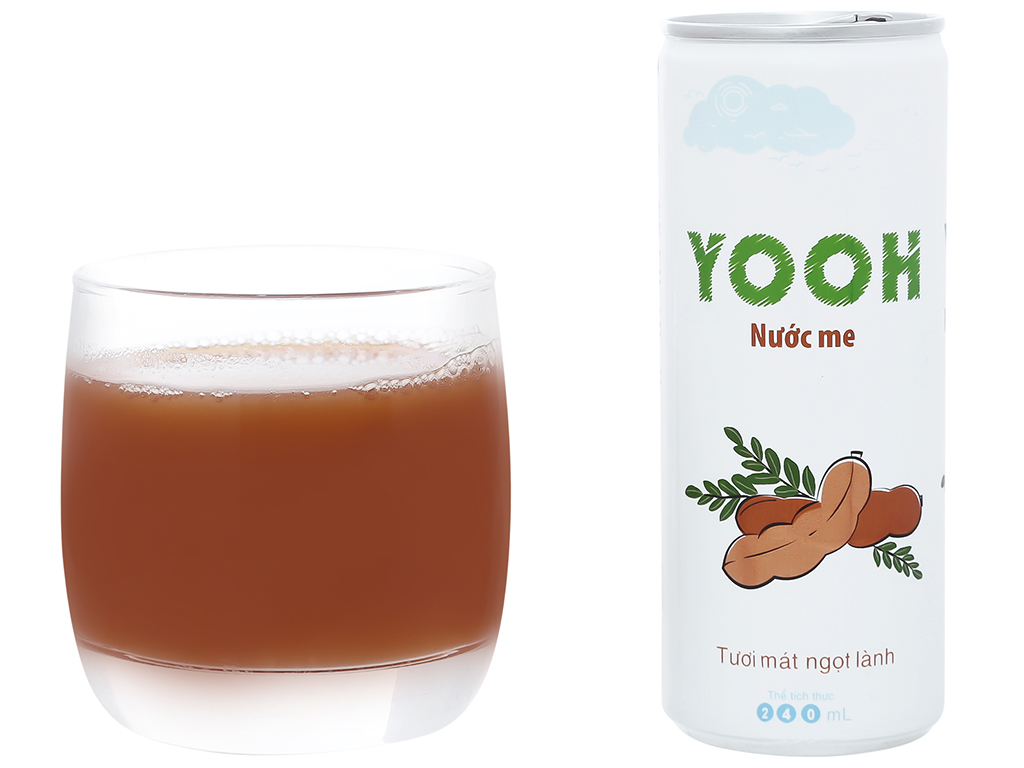 YOOH
Nước me
Tươi mát ngọt lành
Thể tích thực
240 mL